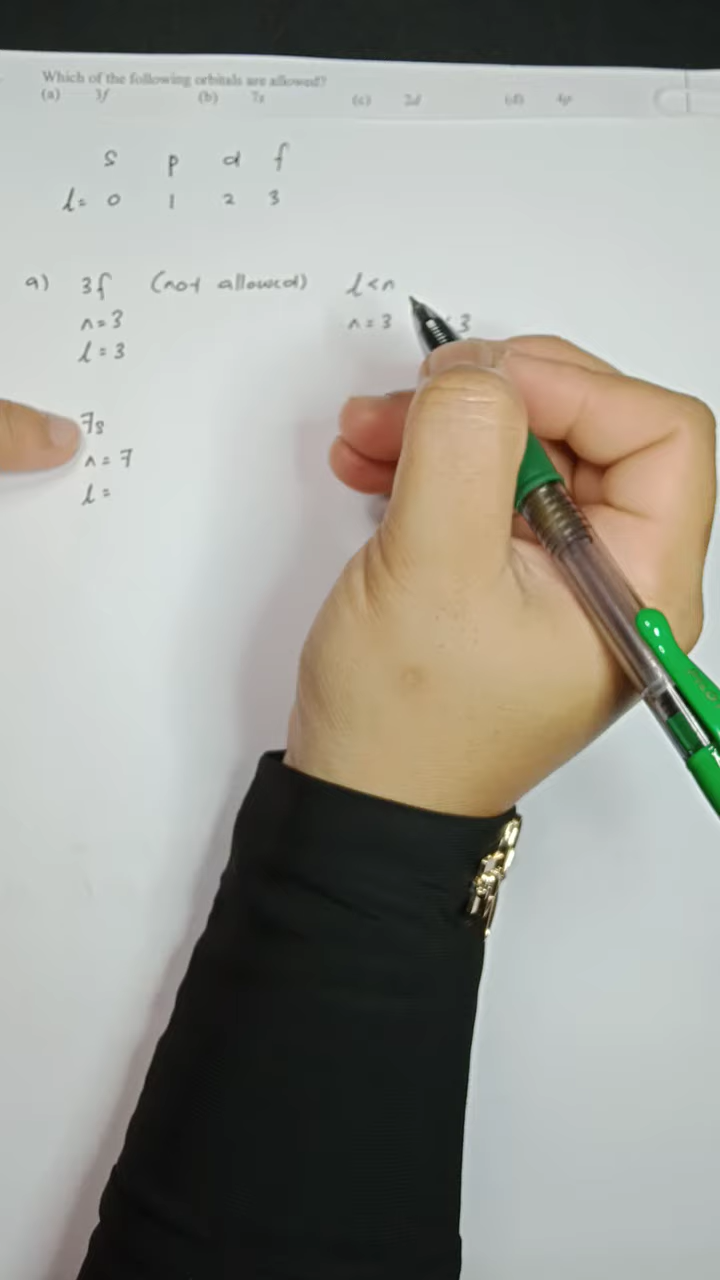 Which of the following orbitals are allowed?
(a) 3f (b) 7s (c) 2d (d) 4p
s p d f
l= 0 1 2 3
a) 3f (not allowed) l<n
n=3 n=3 3
l=3
7s
n=7
l=